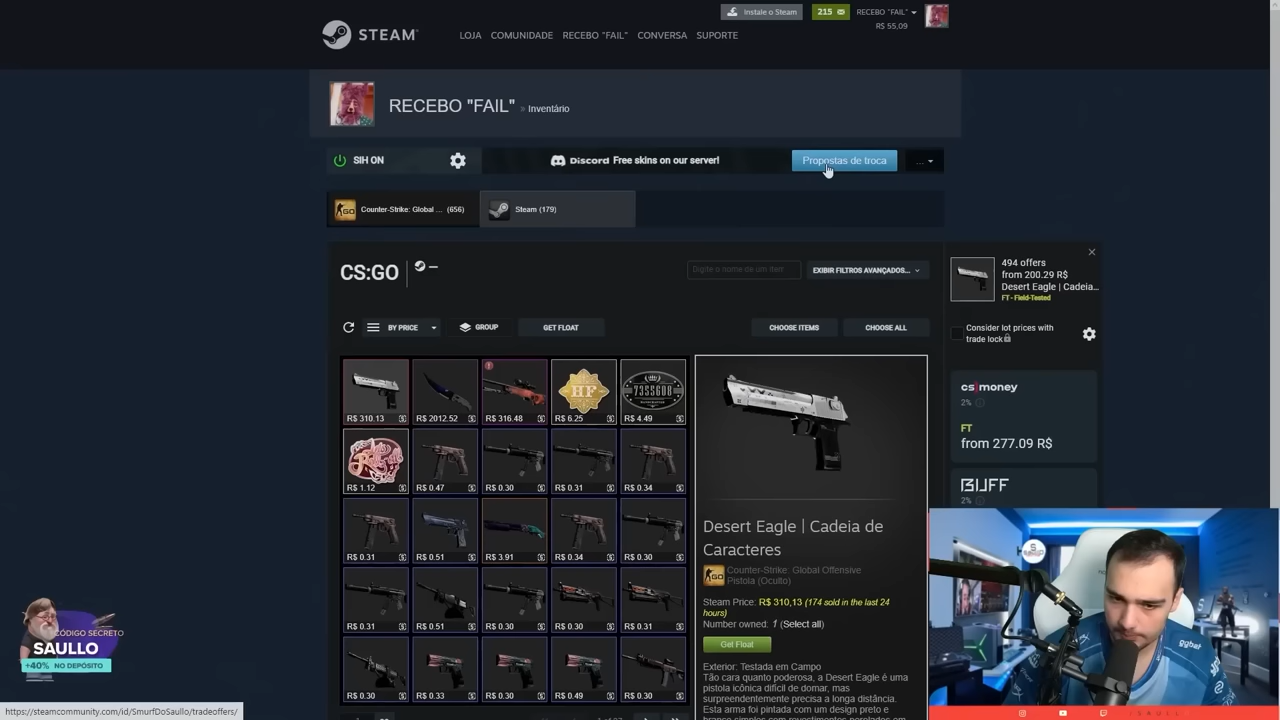 Instale o Steam
215
RECEBO "FAIL"
R$ 55,09
STEAM
LOJA COMUNIDADE RECEBO "FAIL" CONVERSA SUPORTE
RECEBO "FAIL" » Inventário
SIH ON
Discord Free skins on our server!
Propostas de troca
...
Counter-Strike: Global ... (656)
Steam (179)
CS:GO
Digite o nome de um item
EXIBIR FILTROS AVANÇADOS...
494 offers
from 200.29 R$
Desert Eagle | Cadeia...
FT - Field-Tested
BY PRICE
GROUP
GET FLOAT
CHOOSE ITEMS
CHOOSE ALL
Consider lot prices with
trade lock
R$ 310.13
R$ 2012.52
R$ 316.48
HF
R$ 6.25
7355608
R$ 4.49
cs money
2%
FT
from 277.09 R$
R$ 1.12
R$ 0.47
R$ 0.30
R$ 0.31
R$ 0.34
BUFF
2%
R$ 0.31
R$ 0.51
R$ 3.91
R$ 0.34
R$ 0.30
Desert Eagle | Cadeia de
Caracteres
Counter-Strike: Global Offensive
Pistola (Oculto)
Steam Price: R$ 310,13 (174 sold in the last 24
hours)
Number owned: 1 (Select all)
Get Float
R$ 0.31
R$ 0.51
R$ 0.30
R$ 0.31
R$ 0.31
Exterior: Testada em Campo
Tão cara quanto poderosa, a Desert Eagle é uma
pistola icônica difícil de domar, mas
surpreendentemente precisa a longa distância.
Esta arma foi pintada com um design preto e
R$ 0.30
R$ 0.33
R$ 0.30
R$ 0.49
R$ 0.30
CÓDIGO SECRETO
SAULLO
+40% NO DEPÓSITO
ggbet
https://steamcommunity.com/id/SmurfDoSaullo/tradeoffers/